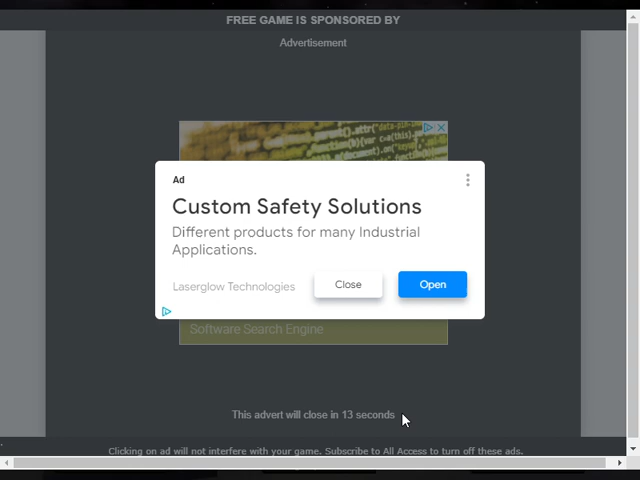 FREE GAME IS SPONSORED BY
Advertisement
Ad
Custom Safety Solutions
Different products for many Industrial
Applications.
Laserglow Technologies
Close
Open
Software Search Engine
This advert will close in 13 seconds
Clicking on ad will not interfere with your game. Subscribe to All Access to turn off these ads.